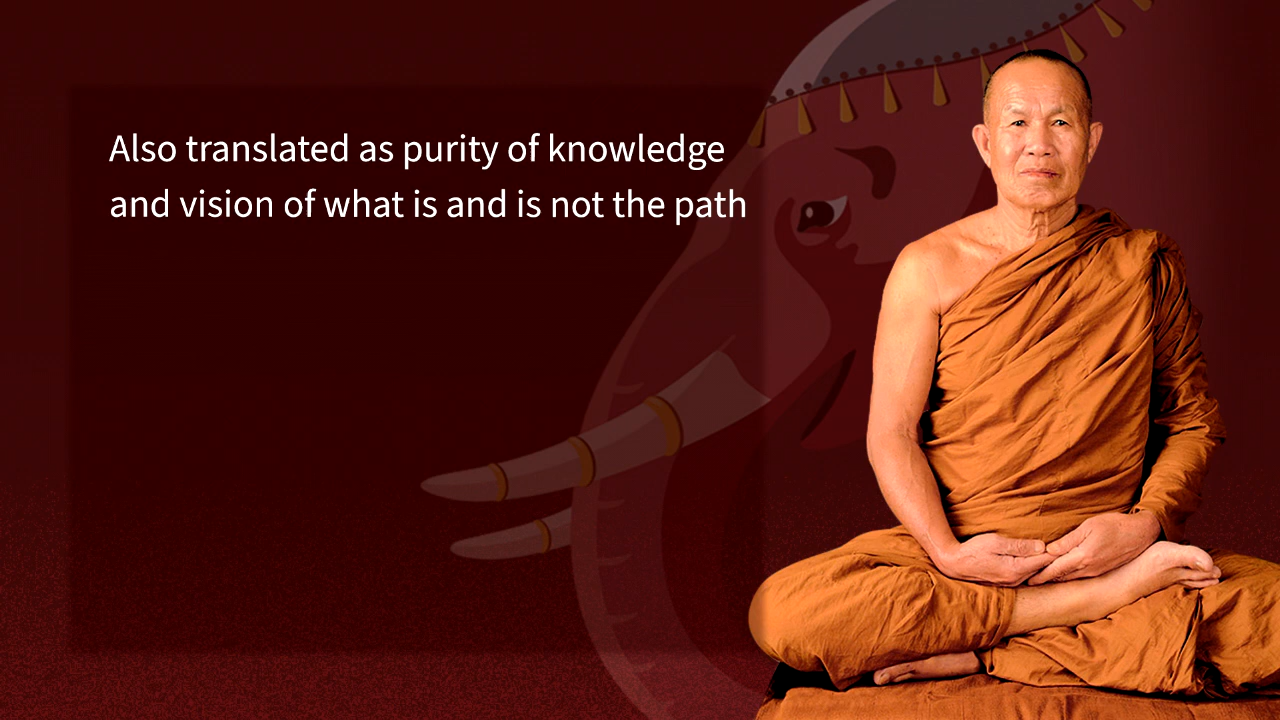 Also translated as purity of knowledge
and vision of what is and is not the path